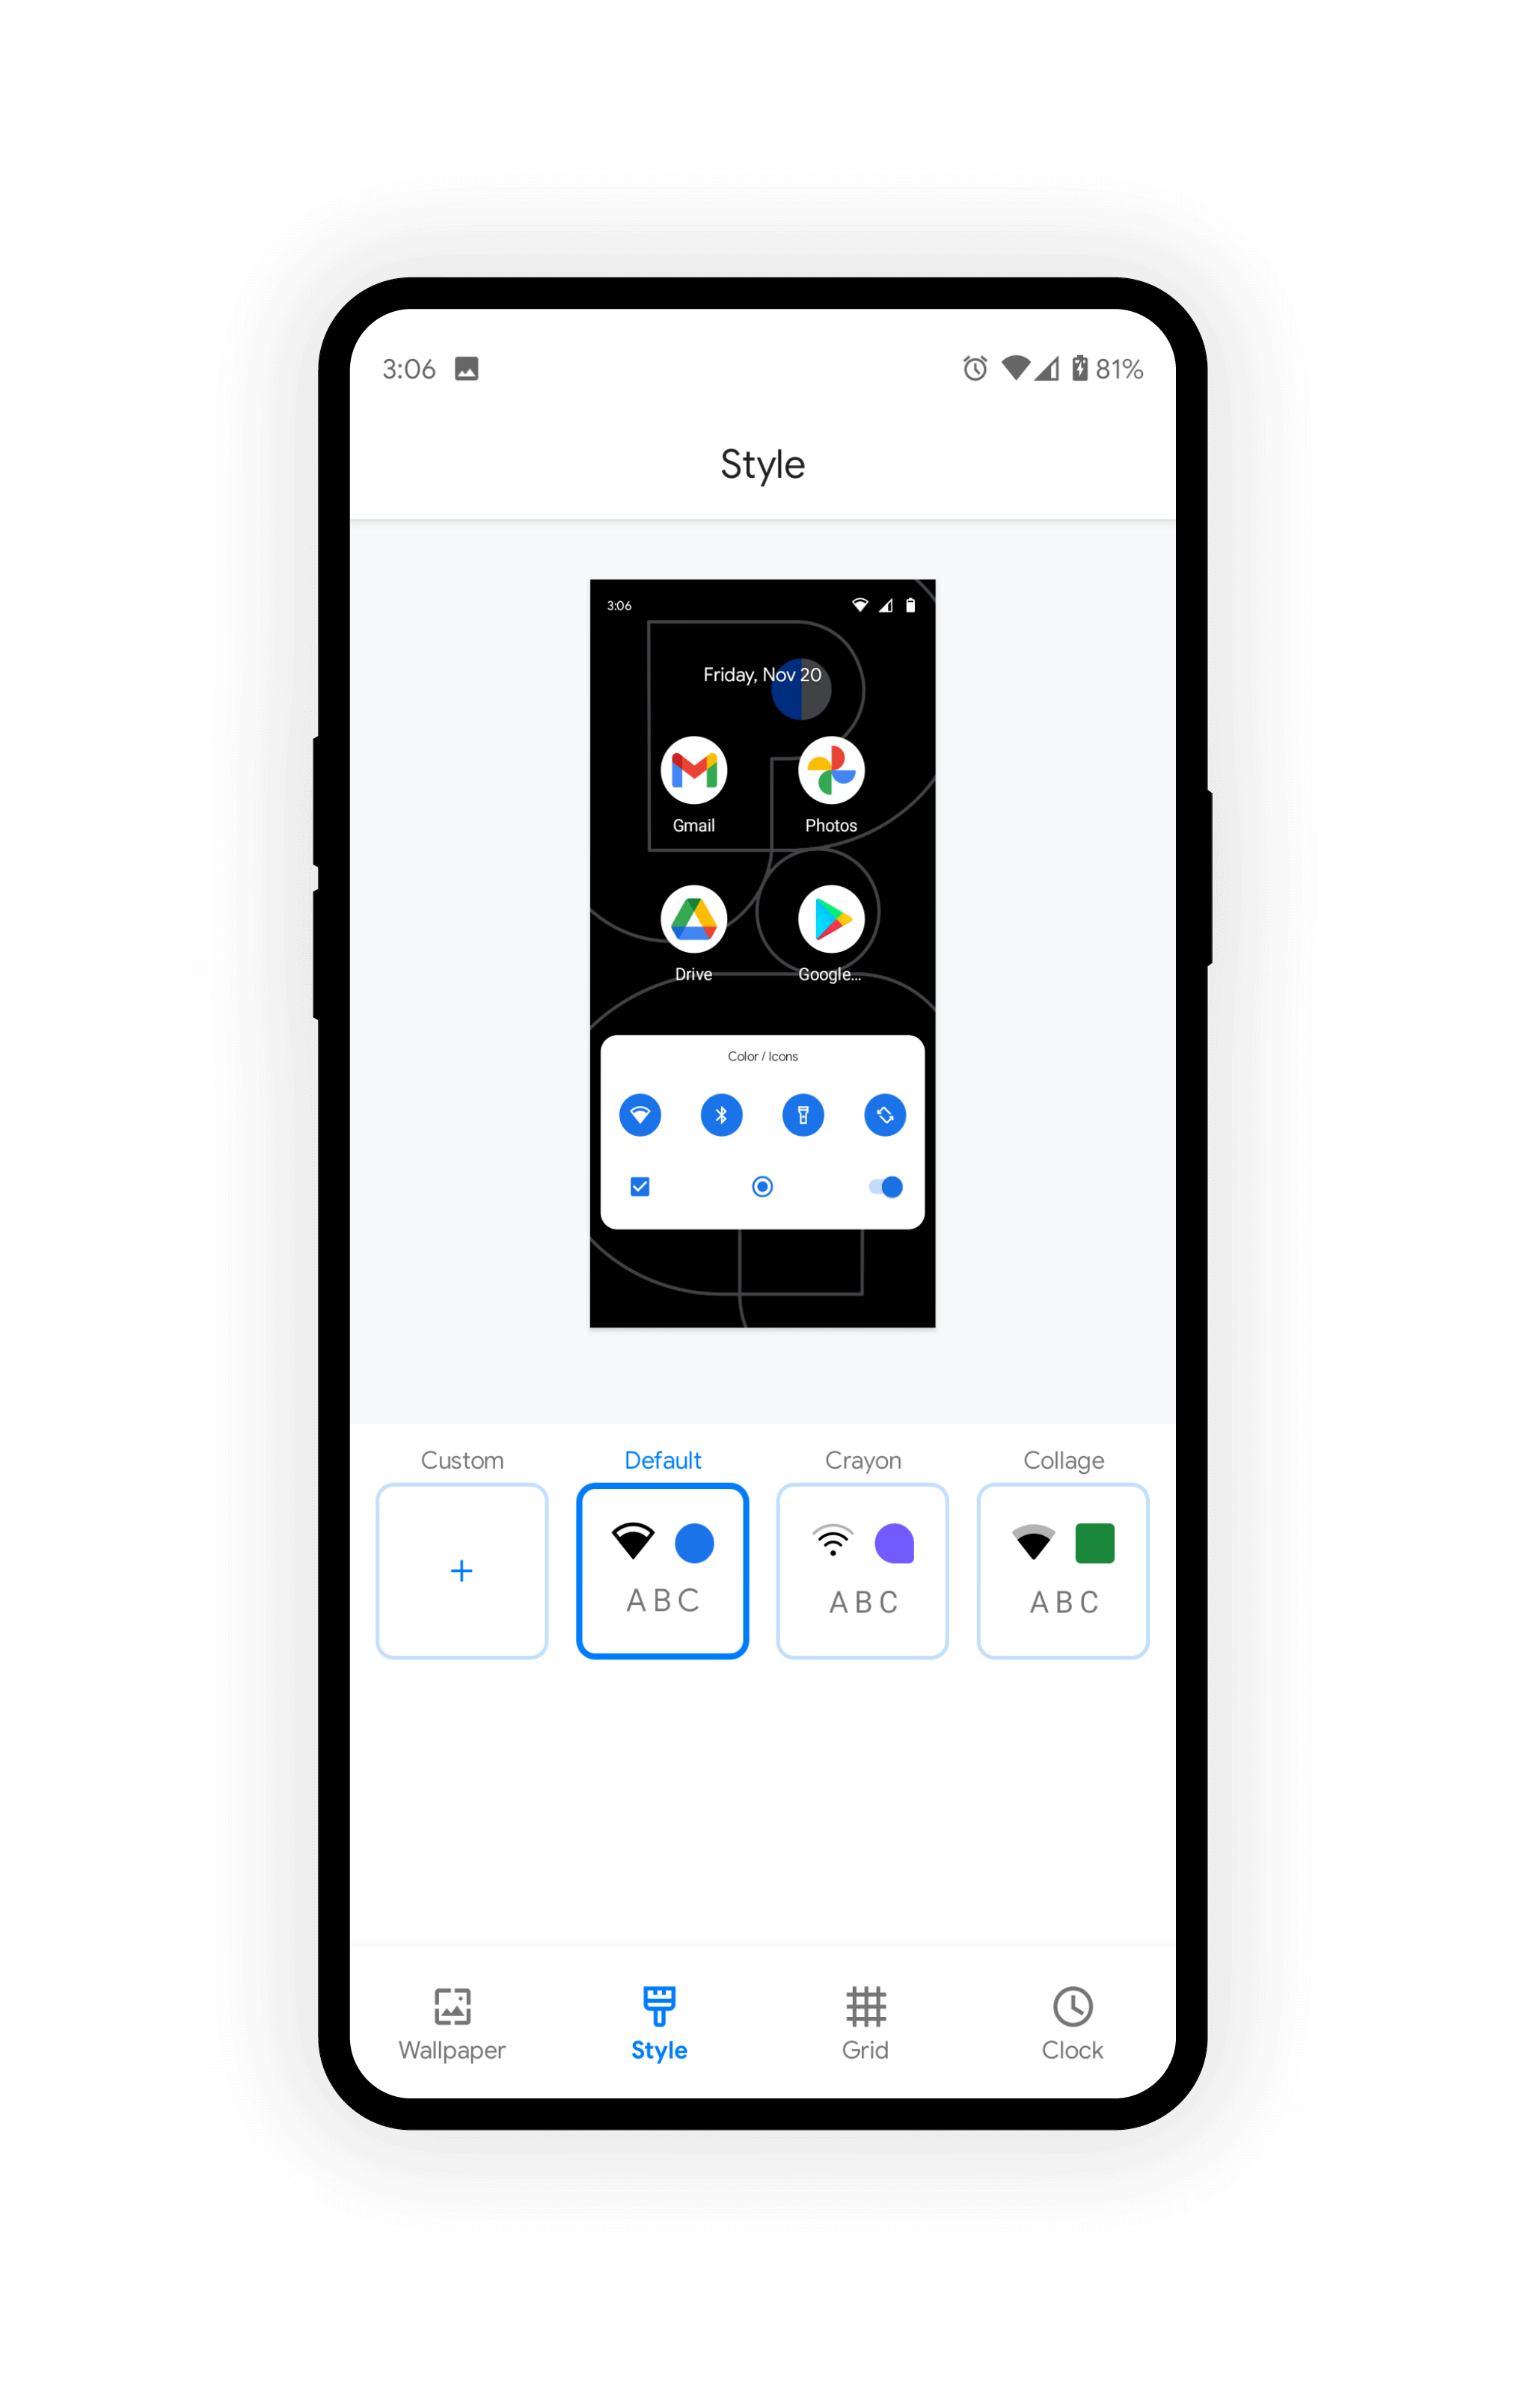 3:06 81%
Style
3:06
Friday, Nov 20
Gmail Photos
Drive Google...
Color / Icons
Custom Default Crayon Collage
+
ABC ABC ABC
Wallpaper Style Grid Clock